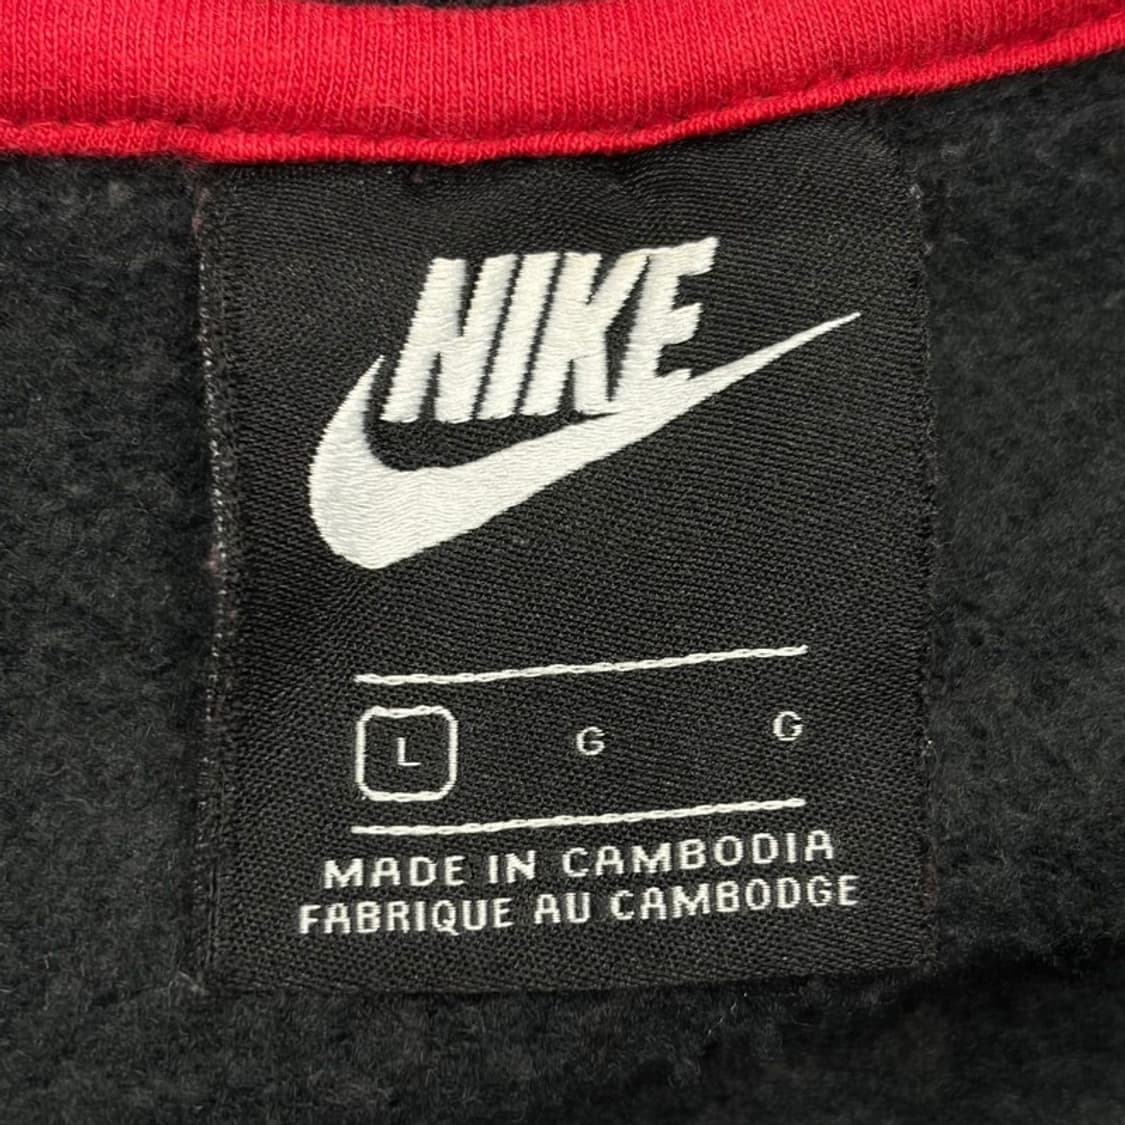 NIKE
L G G
MADE IN CAMBODIA
FABRIQUE AU CAMBODGE